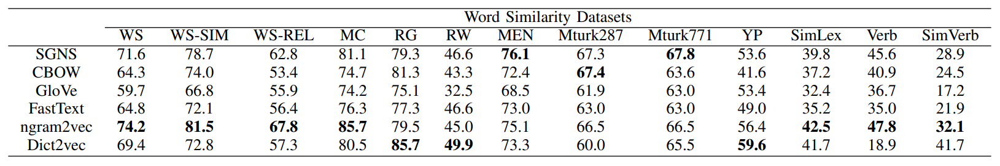 Word Similarity Datasets
WS WS-SIM WS-REL MC RG RW MEN Mturk287 Mturk771 YP SimLex Verb SimVerb
SGNS 71.6 78.7 62.8 81.1 79.3 46.6 76.1 67.3 67.8 53.6 39.8 45.6 28.9
CBOW 64.3 74.0 53.4 74.7 81.3 43.3 72.4 67.4 63.6 41.6 37.2 40.9 24.5
GloVe 59.7 66.8 55.9 74.2 75.1 32.5 68.5 61.9 63.0 53.4 32.4 36.7 17.2
FastText 64.8 72.1 56.4 76.3 77.3 46.6 73.0 63.0 63.0 49.0 35.2 35.0 21.9
ngram2vec 74.2 81.5 67.8 85.7 79.5 45.0 75.1 66.5 66.5 56.4 42.5 47.8 32.1
Dict2vec 69.4 72.8 57.3 80.5 85.7 49.9 73.3 60.0 65.5 59.6 41.7 18.9 41.7